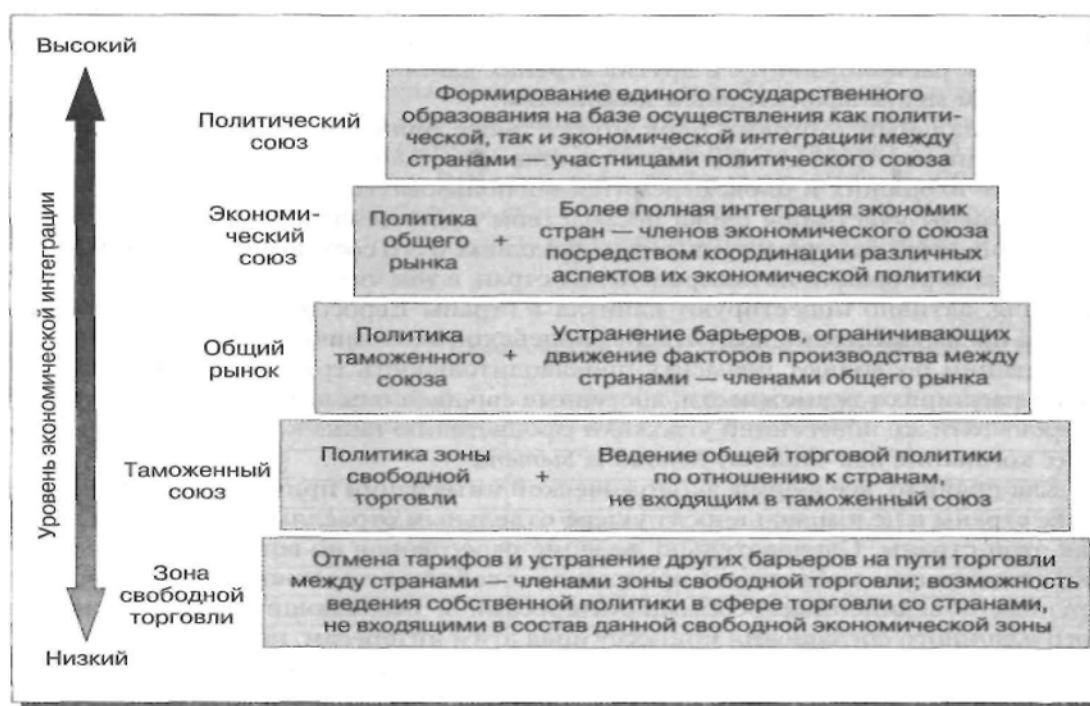 Высокий
Уровень экономической интеграции
Политический
союз
Формирование единого государственного
образования на базе осуществления как полити-
ческой, так и экономической интеграции между
странами — участницами политического союза
Экономи-
ческий
союз
Политика
общего
рынка
+
Более полная интеграция экономик
стран — членов экономического союза
посредством координации различных
аспектов их экономической политики
Общий
рынок
Политика
таможенного
союза
+
Устранение барьеров, ограничивающих
движение факторов производства между
странами — членами общего рынка
Таможенный
союз
Политика зоны
свободной
торговли
+
Ведение общей торговой политики
по отношению к странам,
не входящим в таможенный союз
Зона
свободной
торговли
Отмена тарифов и устранение других барьеров на пути торговли
между странами — членами зоны свободной торговли; возможность
ведения собственной политики в сфере торговли со странами,
не входящими в состав данной свободной экономической зоны
Низкий